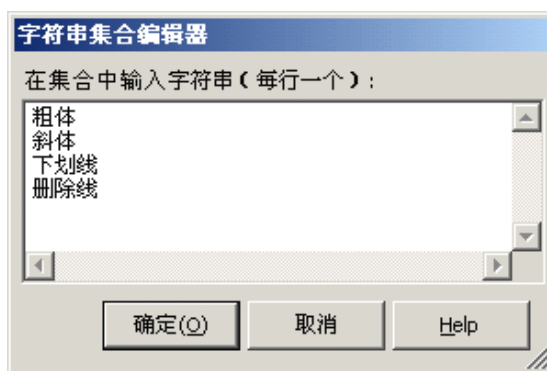 字符串集合编辑器
在集合中输入字符串(每行一个):
粗体
斜体
下划线
删除线
确定(O) 取消 Help